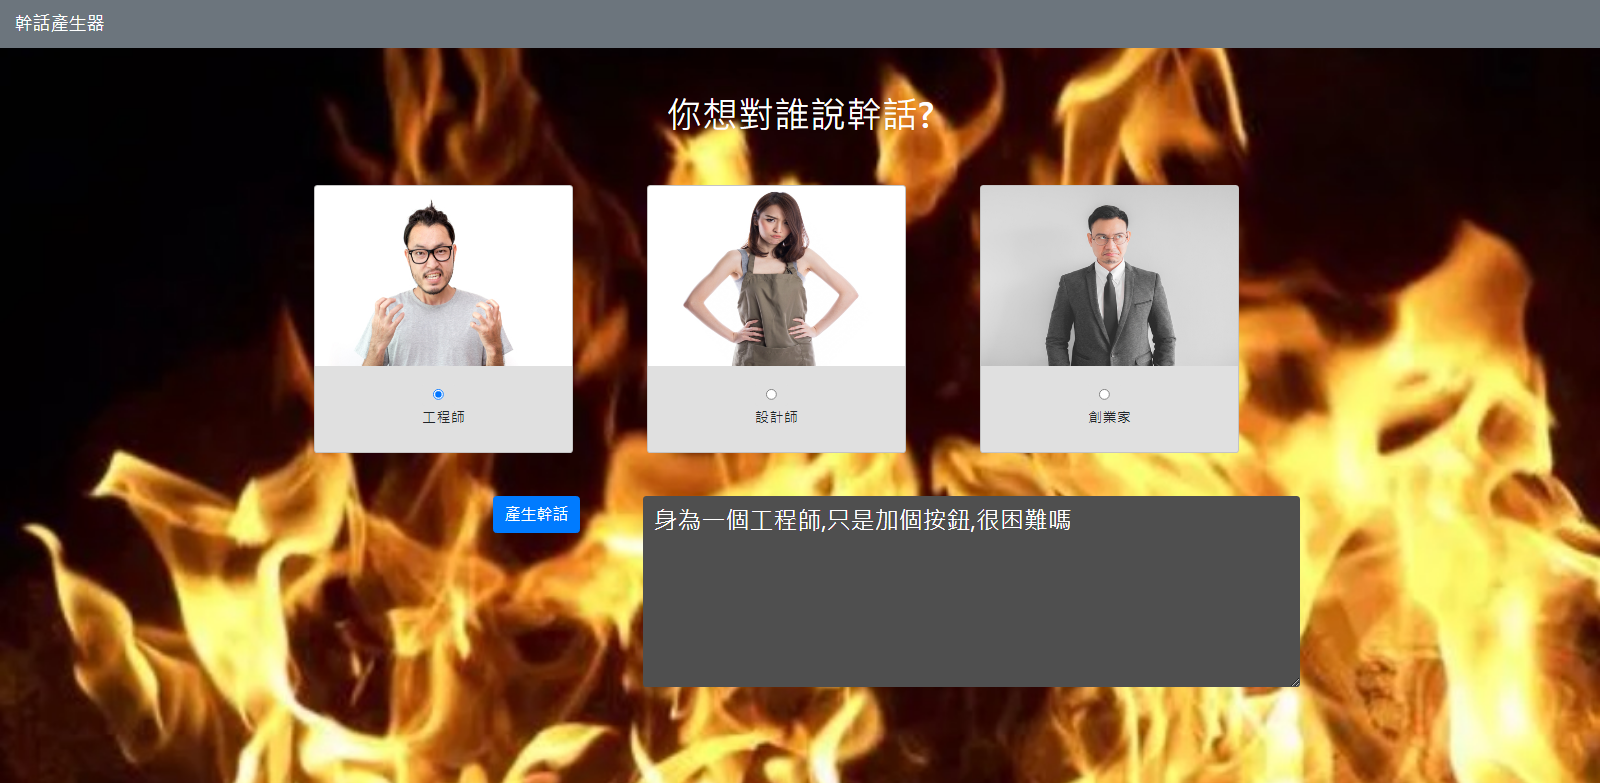 幹話產生器
你想對誰說幹話?
工程師
設計師
創業家
產生幹話
身為一個工程師,只是加個按鈕,很困難嗎